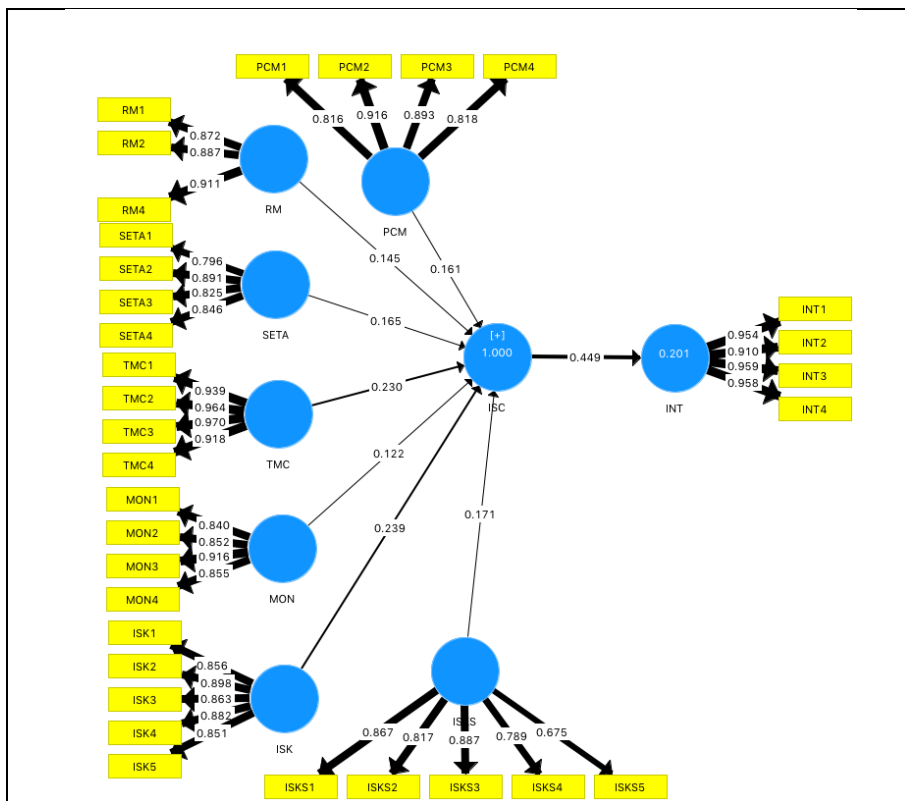 PCM1 PCM2 PCM3 PCM4
0.816 0.916 0.893 0.818
PCM
RM1
RM2
RM4
0.872
0.887
0.911
RM
0.145
0.161
SETA1
SETA2
SETA3
SETA4
0.796
0.891
0.825
0.846
SETA
0.165
TMC1
TMC2
TMC3
TMC4
0.939
0.964
0.970
0.918
TMC
0.230
[+]
1.000
ISC
0.449
0.201
INT
0.954
0.910
0.959
0.958
INT1
INT2
INT3
INT4
MON1
MON2
MON3
MON4
0.840
0.852
0.916
0.855
MON
0.122
0.239
0.171
ISK1
ISK2
ISK3
ISK4
ISK5
0.856
0.898
0.863
0.882
0.851
ISK
ISKS
0.867 0.817 0.887 0.789 0.675
ISKS1 ISKS2 ISKS3 ISKS4 ISKS5